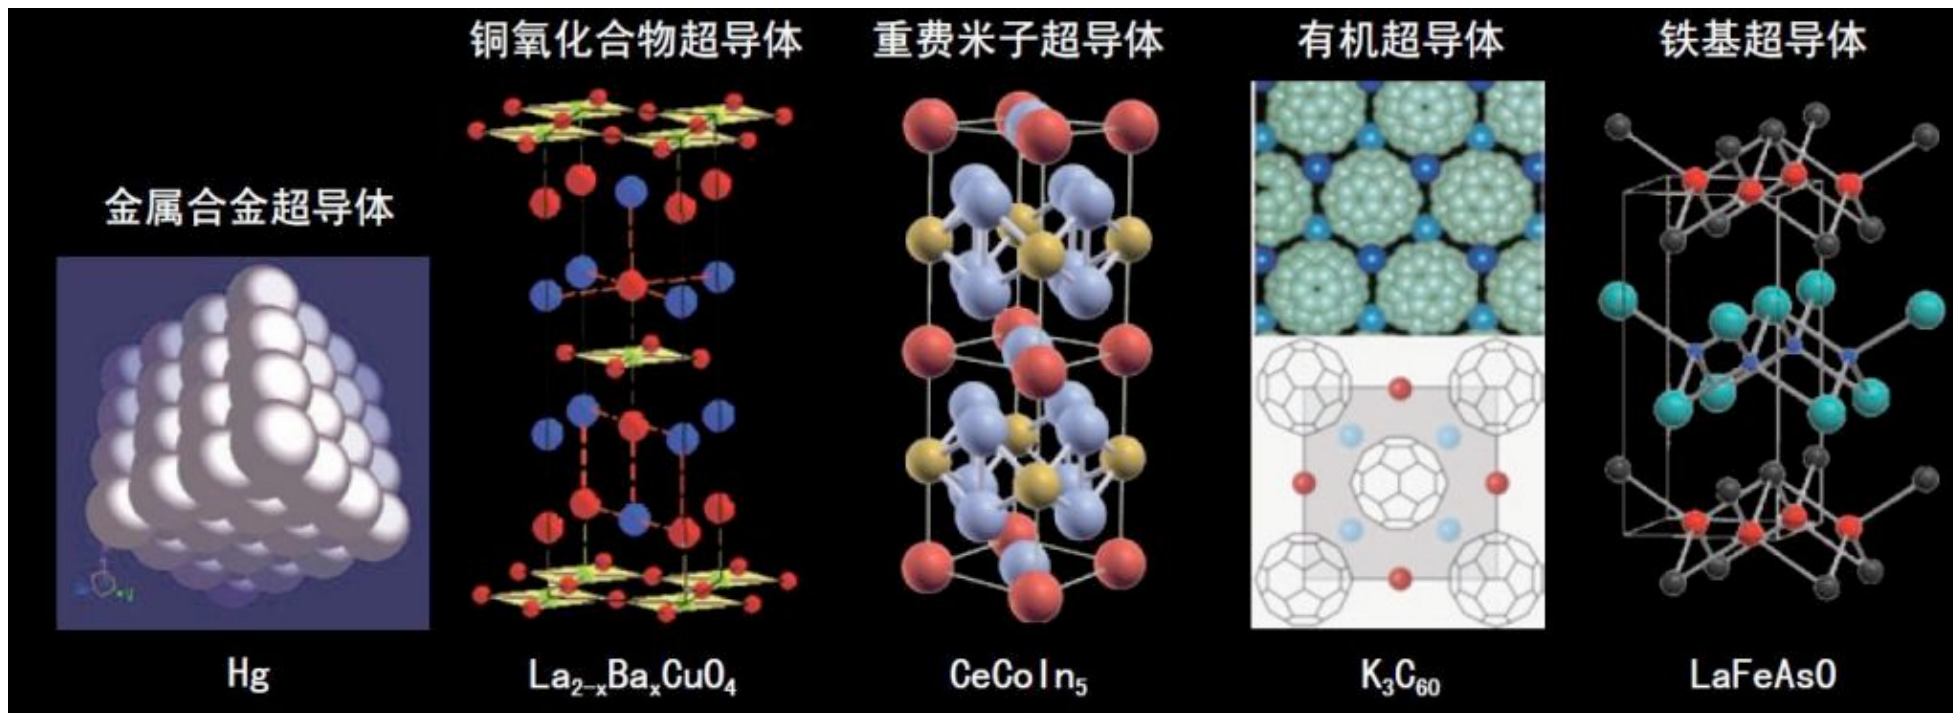 铜氧化合物超导体
重费米子超导体
有机超导体
铁基超导体
金属合金超导体
Hg
La₂₋ₓBaₓCuO₄
CeCoIn₅
K₃C₆₀
LaFeAsO